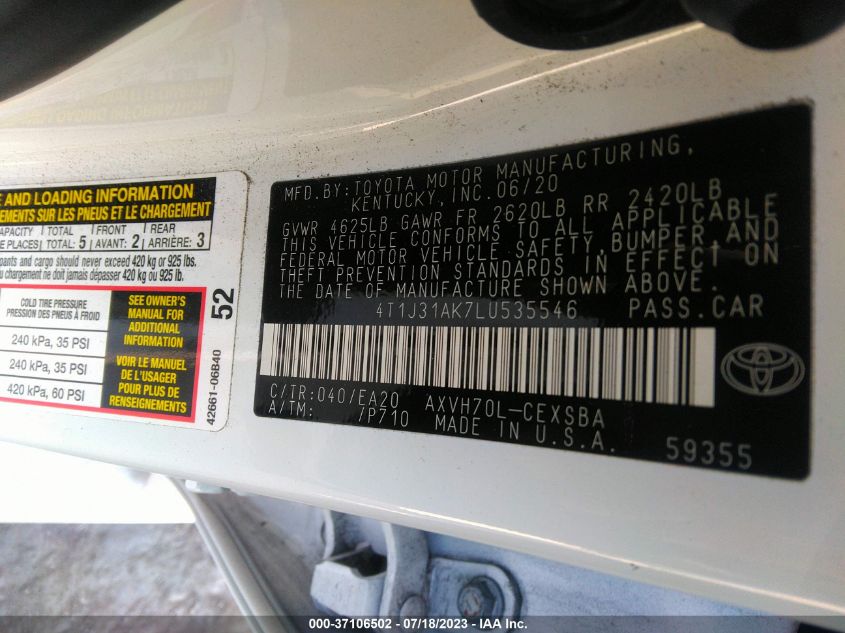 E AND LOADING INFORMATION
EMENTS SUR LES PNEUS ET LE CHARGEMENT
CAPACITY TOTAL FRONT REAR
DE PLACES TOTAL: 5 AVANT: 2 ARRIÈRE: 3
pants and cargo should never exceed 420 kg or 925 lbs.
chargement ne doit jamais dépasser 420 kg ou 925 lb.
COLD TIRE PRESSURE
PRESSION DES PNEUS À FROID
240 kPa, 35 PSI
240 kPa, 35 PSI
420 kPa, 60 PSI
SEE OWNER'S
MANUAL FOR
ADDITIONAL
INFORMATION
VOIR LE MANUEL
DE L'USAGER
POUR PLUS DE
RENSEIGNEMENTS
52
42661-06B40
MFD.BY:TOYOTA MOTOR MANUFACTURING,
KENTUCKY, INC. 06/20
GVWR 4625LB GAWR FR 2620LB RR 2420LB
THIS VEHICLE CONFORMS TO ALL APPLICABLE
FEDERAL MOTOR VEHICLE SAFETY, BUMPER, AND
THEFT PREVENTION STANDARDS IN EFFECT ON
THE DATE OF MANUFACTURE SHOWN ABOVE.
4T1J31AK7LU535546 PASS.CAR
C/TR:040/EA20 AXVH70L-CEXSBA
A/TM: /P710 MADE IN U.S.A.
59355
000-37106502 - 07/18/2023 - IAA Inc.